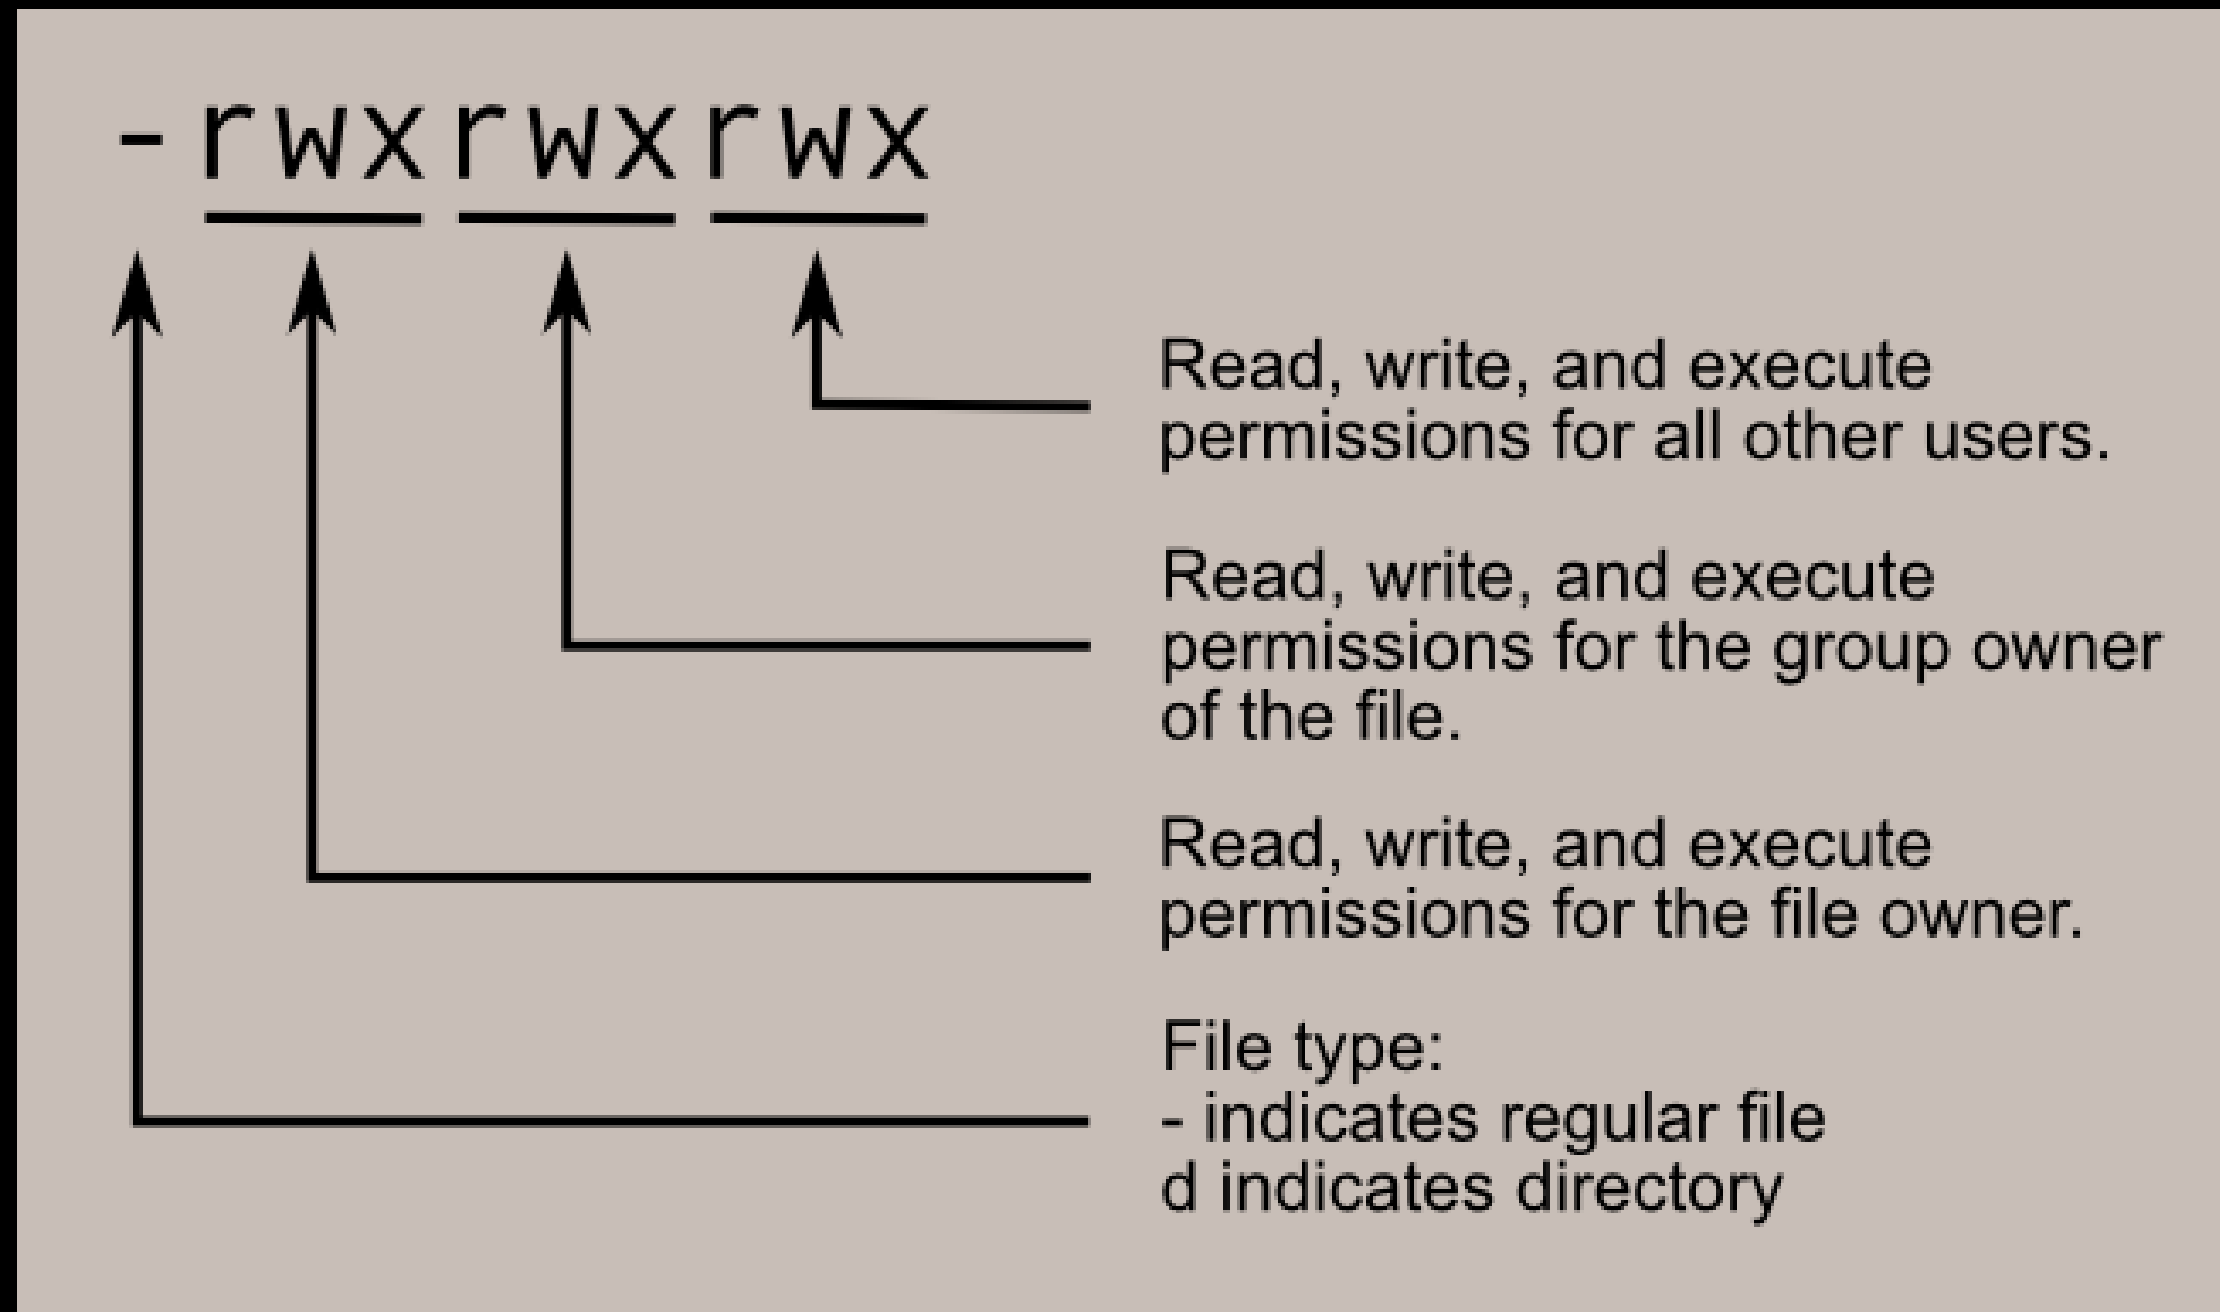 -rwxrwxrwx
Read, write, and execute
permissions for all other users.
Read, write, and execute
permissions for the group owner
of the file.
Read, write, and execute
permissions for the file owner.
File type:
- indicates regular file
d indicates directory